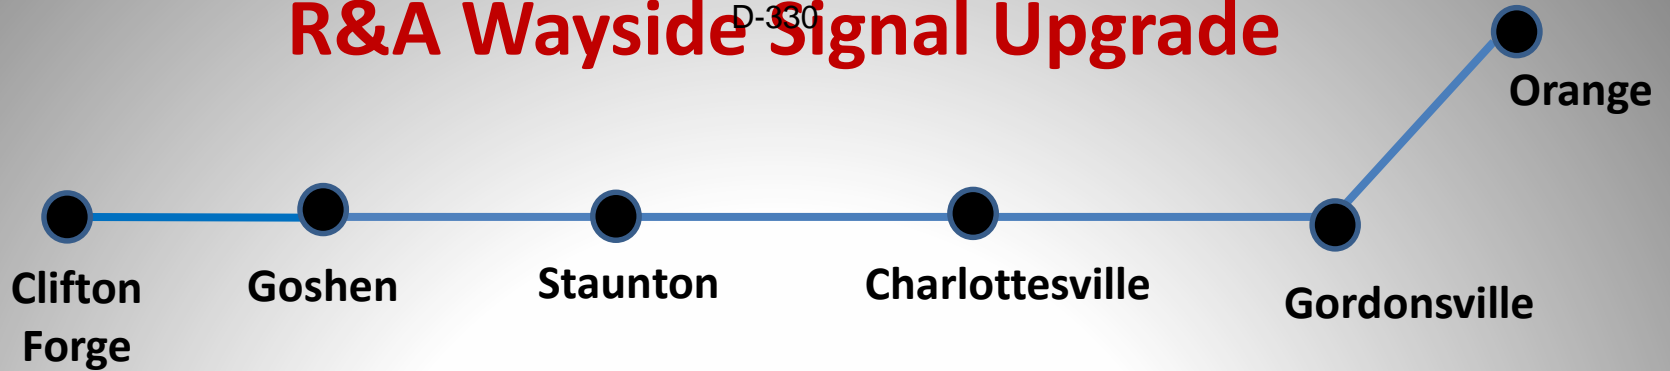 R&A Wayside Signal Upgrade
D-330
Orange
Clifton
Forge
Goshen
Staunton
Charlottesville
Gordonsville